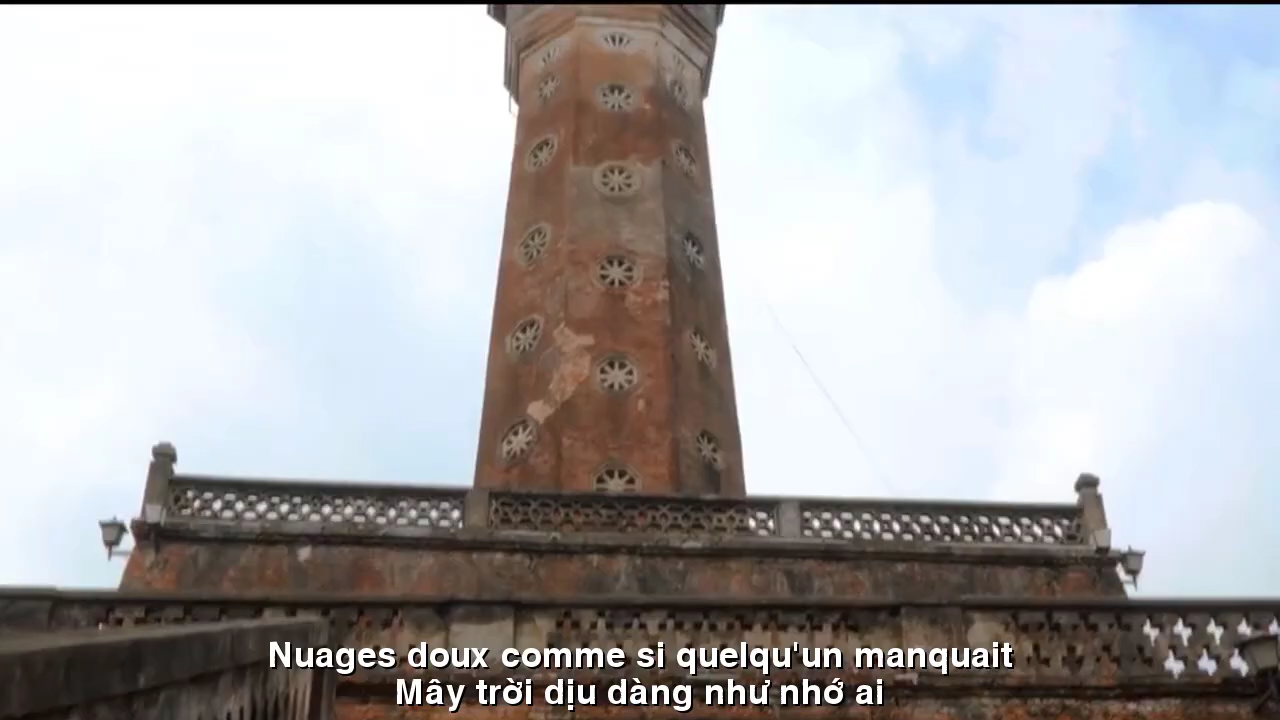 Nuages doux comme si quelqu'un manquait
Mây trời dịu dàng như nhớ ai